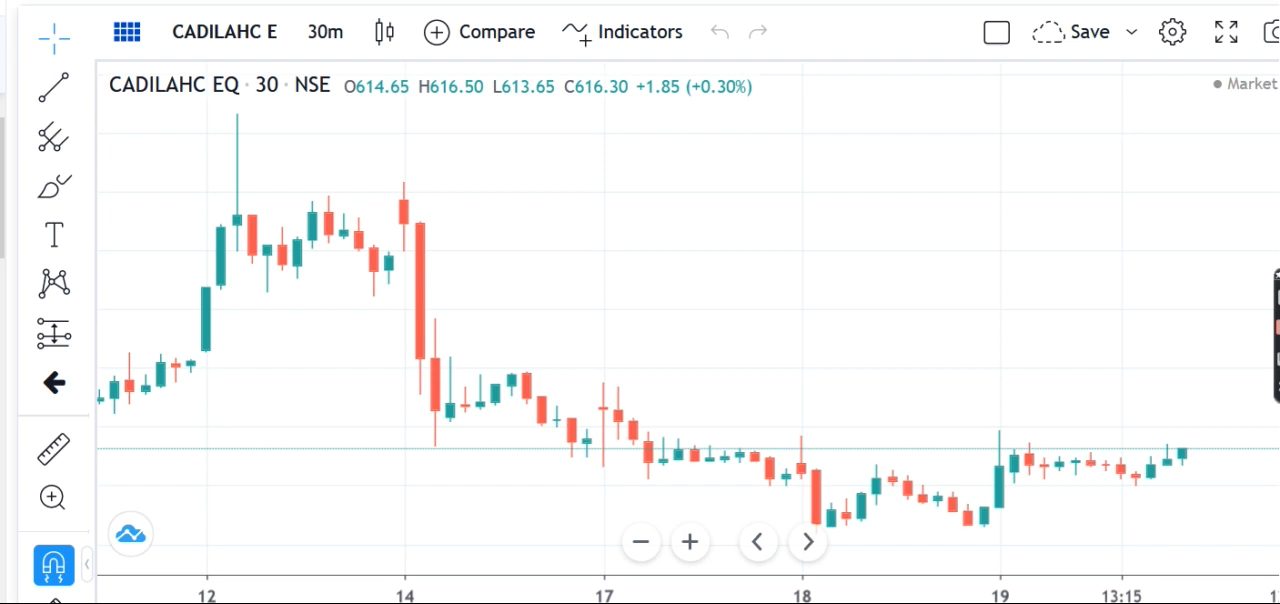 CADILAHC E 30m Compare Indicators Save
CADILAHC EQ · 30 · NSE O614.65 H616.50 L613.65 C616.30 +1.85 (+0.30%) Market
T
12 14 17 18 19 13:15